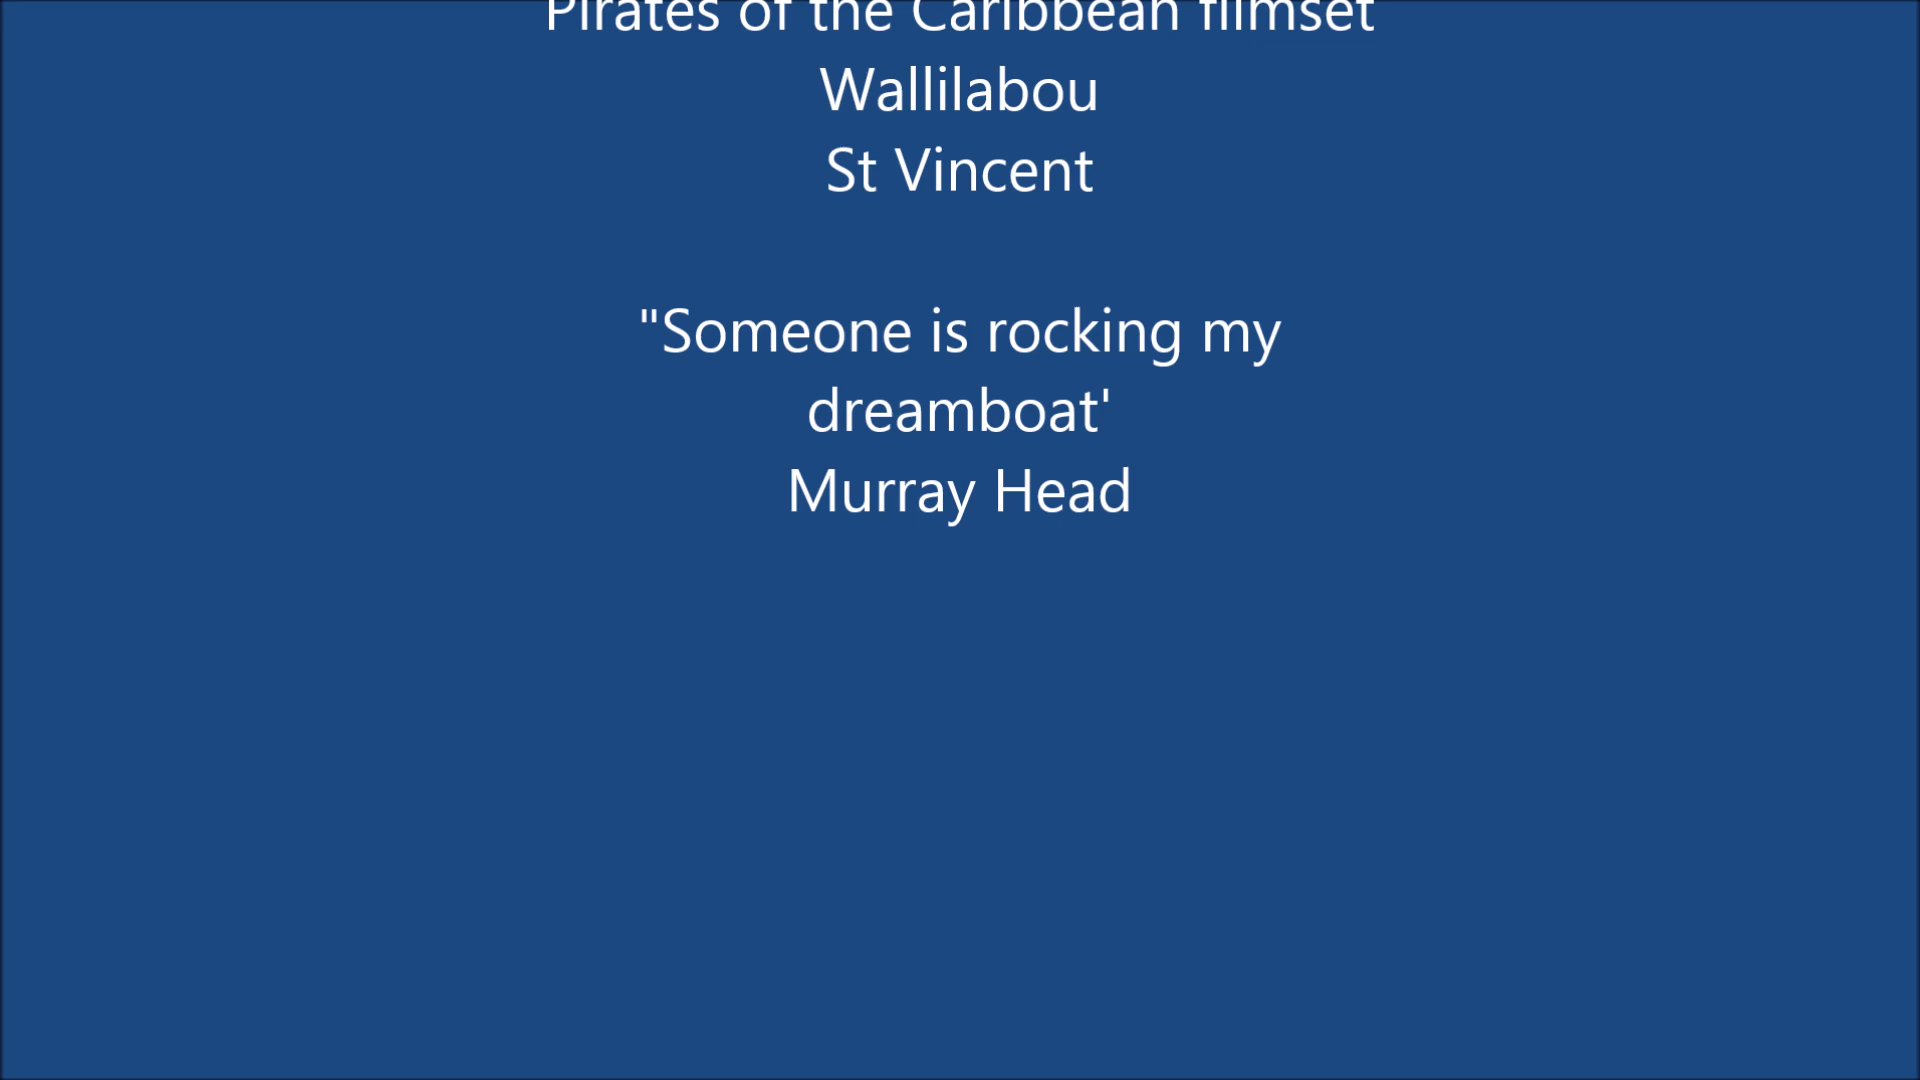 Pirates of the Caribbean filmset
Wallilabou
St Vincent
"Someone is rocking my
dreamboat'
Murray Head